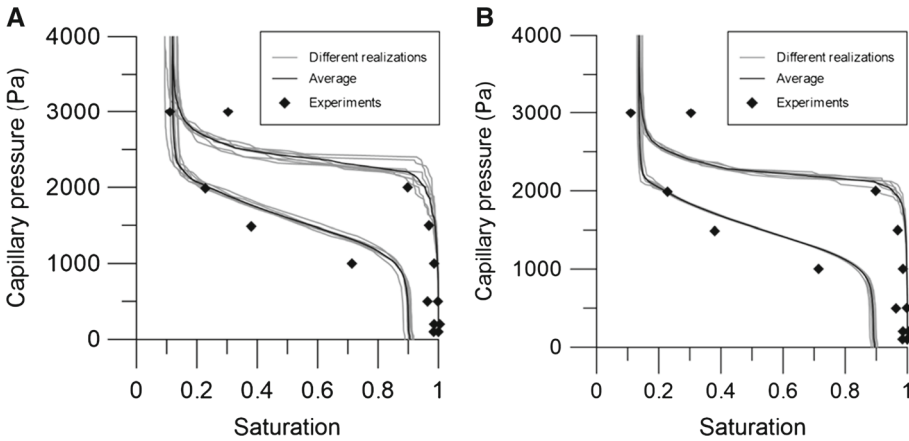 A
Capillary pressure (Pa)
4000
3000
2000
1000
0
0
0.2
0.4
0.6
0.8
1
Saturation
Different realizations
Average
Experiments
B
Capillary pressure (Pa)
4000
3000
2000
1000
0
0
0.2
0.4
0.6
0.8
1
Saturation
Different realizations
Average
Experiments